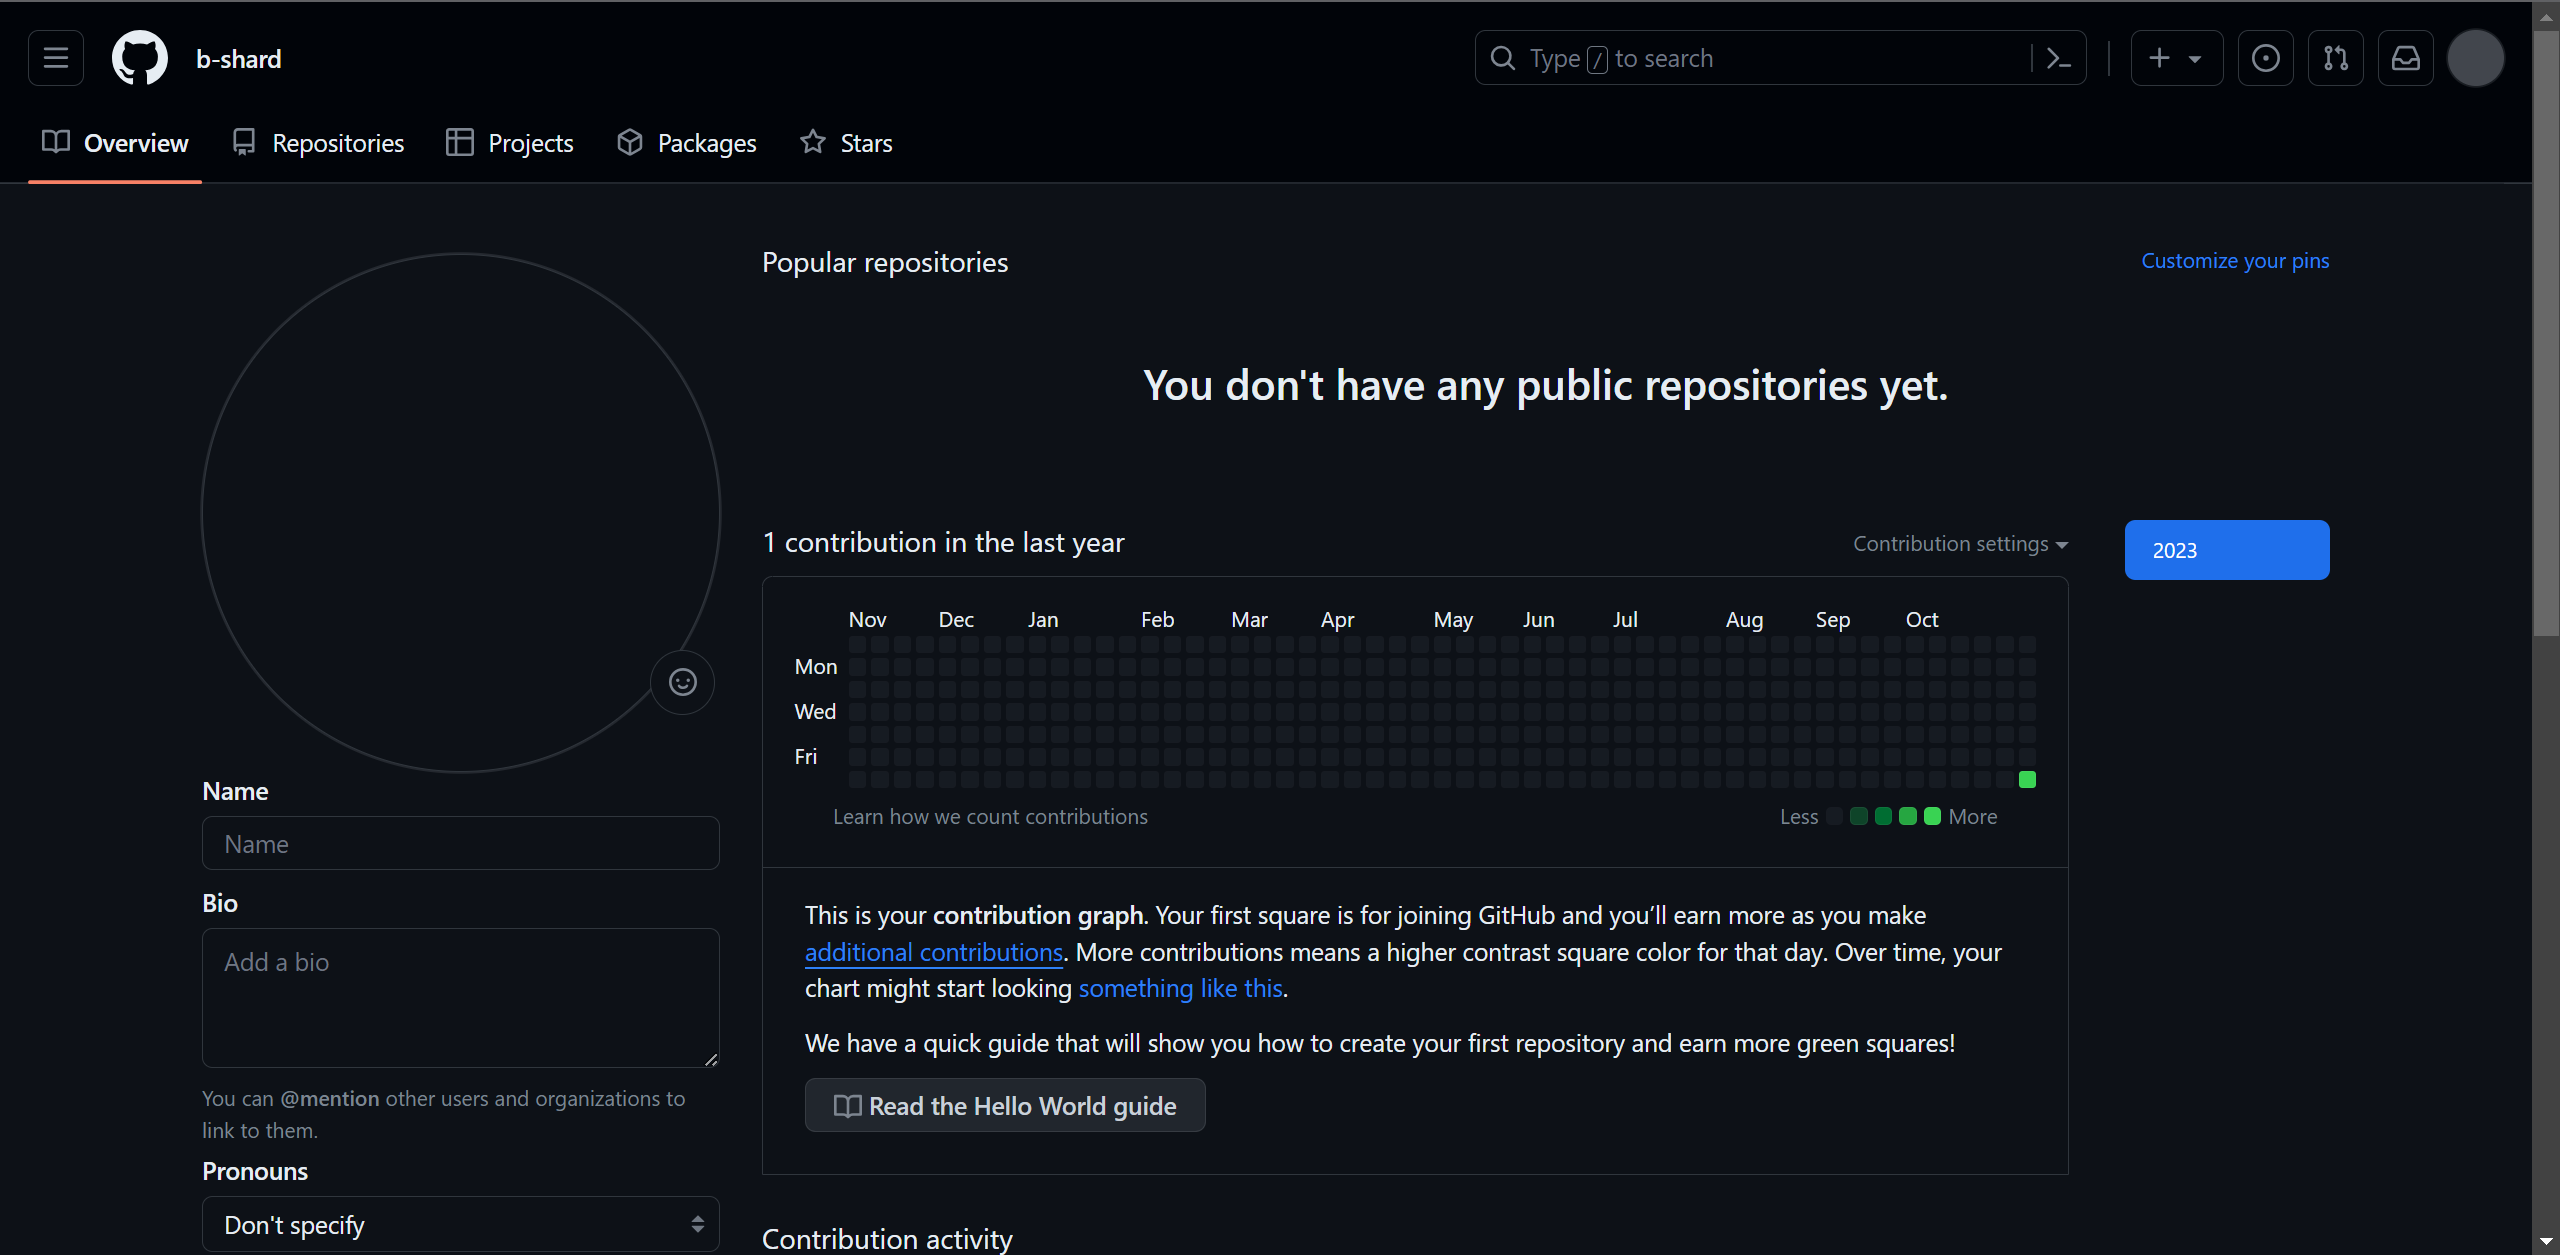 b-shard
Type / to search
Overview
Repositories
Projects
Packages
Stars
Popular repositories
Customize your pins
You don't have any public repositories yet.
1 contribution in the last year
Contribution settings
2023
Nov Dec Jan Feb Mar Apr May Jun Jul Aug Sep Oct
Mon
Wed
Fri
Learn how we count contributions
Less
More
This is your contribution graph. Your first square is for joining GitHub and you’ll earn more as you make
additional contributions. More contributions means a higher contrast square color for that day. Over time, your
chart might start looking something like this.
We have a quick guide that will show you how to create your first repository and earn more green squares!
Read the Hello World guide
Contribution activity
Name
Name
Bio
Add a bio
You can @mention other users and organizations to
link to them.
Pronouns
Don't specify